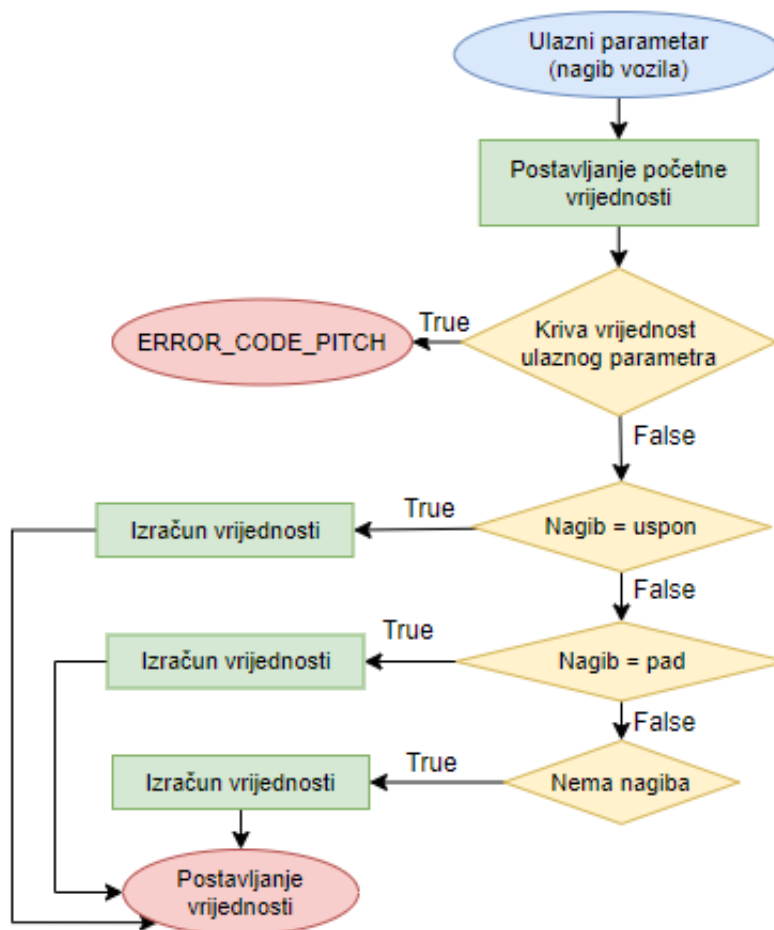 Ulazni parametar
(nagib vozila)
Postavljanje početne
vrijednosti
Kriva vrijednost
ulaznog parametra
True
ERROR_CODE_PITCH
False
Nagib = uspon
True
Izračun vrijednosti
False
Nagib = pad
True
Izračun vrijednosti
False
Nema nagiba
True
Izračun vrijednosti
Postavljanje
vrijednosti